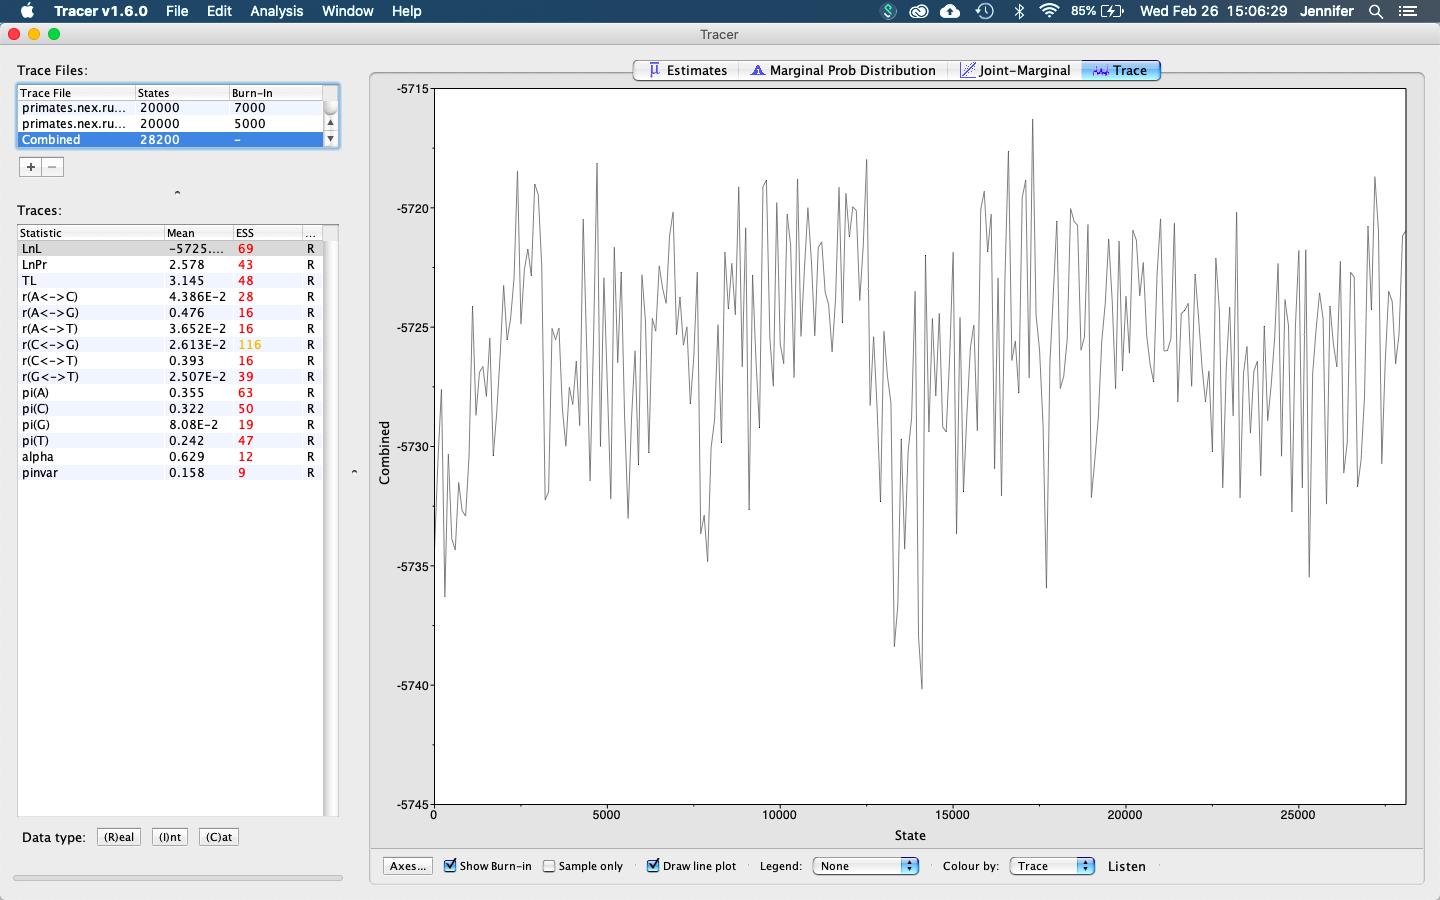 Tracer v1.6.0 File Edit Analysis Window Help 85% Wed Feb 26 15:06:29 Jennifer
Tracer
Trace Files:
Trace File States Burn-In
primates.nex.ru... 20000 7000
primates.nex.ru... 20000 5000
Combined 28200 -
+ −
Traces:
Statistic Mean ESS ...
LnL -5725.... 69 R
LnPr 2.578 43 R
TL 3.145 48 R
r(A<->C) 4.386E-2 28 R
r(A<->G) 0.476 16 R
r(A<->T) 3.652E-2 16 R
r(C<->G) 2.613E-2 116 R
r(C<->T) 0.393 16 R
r(G<->T) 2.507E-2 39 R
pi(A) 0.355 63 R
pi(C) 0.322 50 R
pi(G) 8.08E-2 19 R
pi(T) 0.242 47 R
alpha 0.629 12 R
pinvar 0.158 9 R
Data type: (R)eal (I)nt (C)at
Estimates Marginal Prob Distribution Joint-Marginal Trace
-5715
-5720
-5725
-5730
-5735
-5740
-5745
Combined
0 5000 10000 15000 20000 25000
State
Axes... Show Burn-in Sample only Draw line plot Legend: None Colour by: Trace Listen